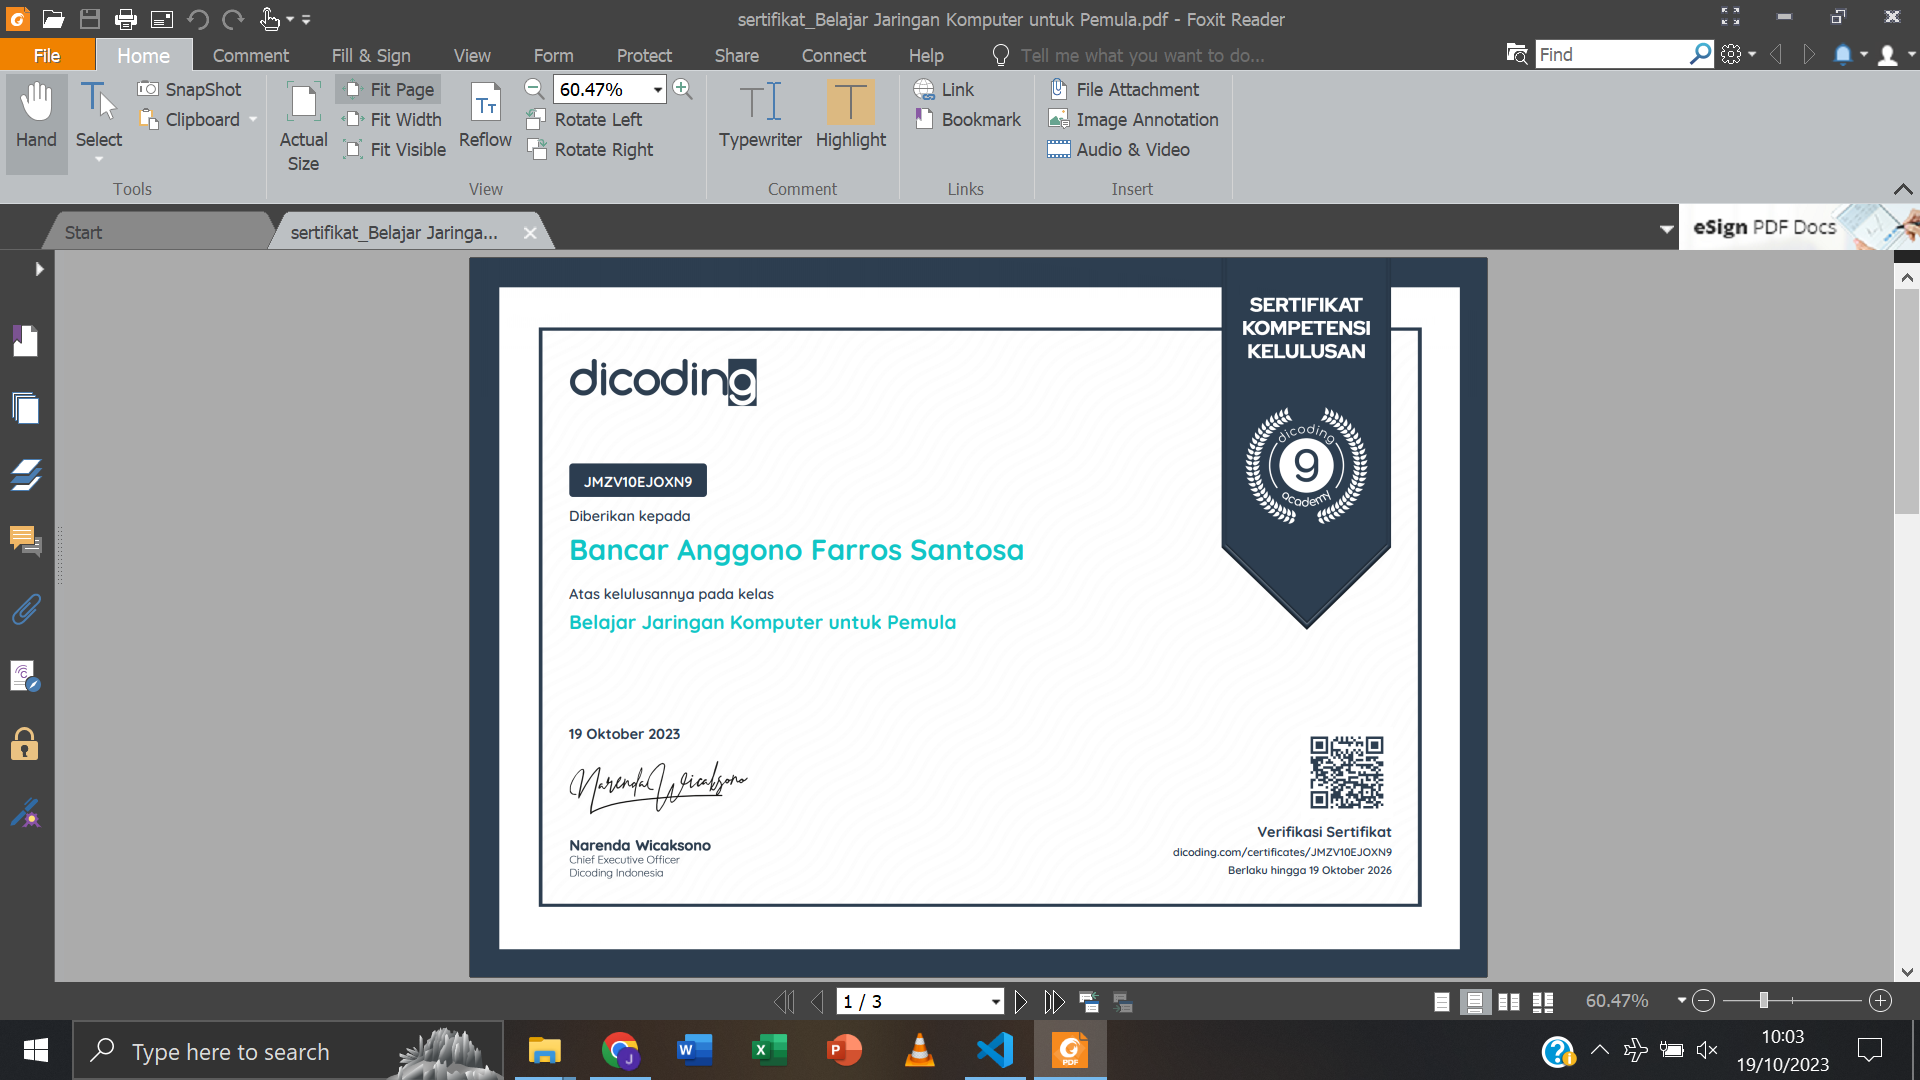 sertifikat_Belajar Jaringan Komputer untuk Pemula.pdf - Foxit Reader
File Home Comment Fill & Sign View Form Protect Share Connect Help Tell me what you want to do... Find
Hand
Select
SnapShot
Clipboard
Tools
Actual Size
Fit Page
Fit Width
Fit Visible
Reflow
60.47%
Rotate Left
Rotate Right
View
Typewriter
Highlight
Comment
Link
Bookmark
Links
File Attachment
Image Annotation
Audio & Video
Insert
Start
sertifikat_Belajar Jaringa...
eSign PDF Docs
SERTIFIKAT
KOMPETENSI
KELULUSAN
dicoding
9
academy
dicoding
JMZV10EJOXN9
Diberikan kepada
Bancar Anggono Farros Santosa
Atas kelulusannya pada kelas
Belajar Jaringan Komputer untuk Pemula
19 Oktober 2023
Narenda Wicaksono
Narenda Wicaksono
Chief Executive Officer
Dicoding Indonesia
Verifikasi Sertifikat
dicoding.com/certificates/JMZV10EJOXN9
Berlaku hingga 19 Oktober 2026
1 / 3
60.47%
Type here to search
10:03
19/10/2023